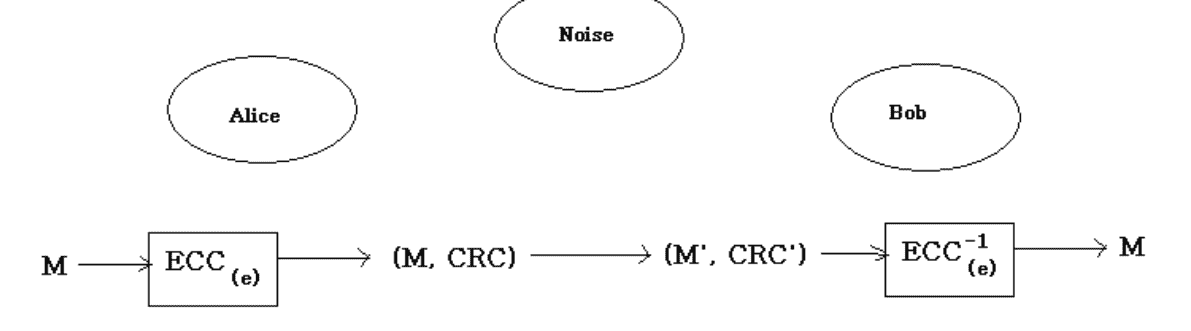 Noise
Alice
Bob
M → ECC (e) → (M, CRC) → (M', CRC') → ECC⁻¹ (e) → M